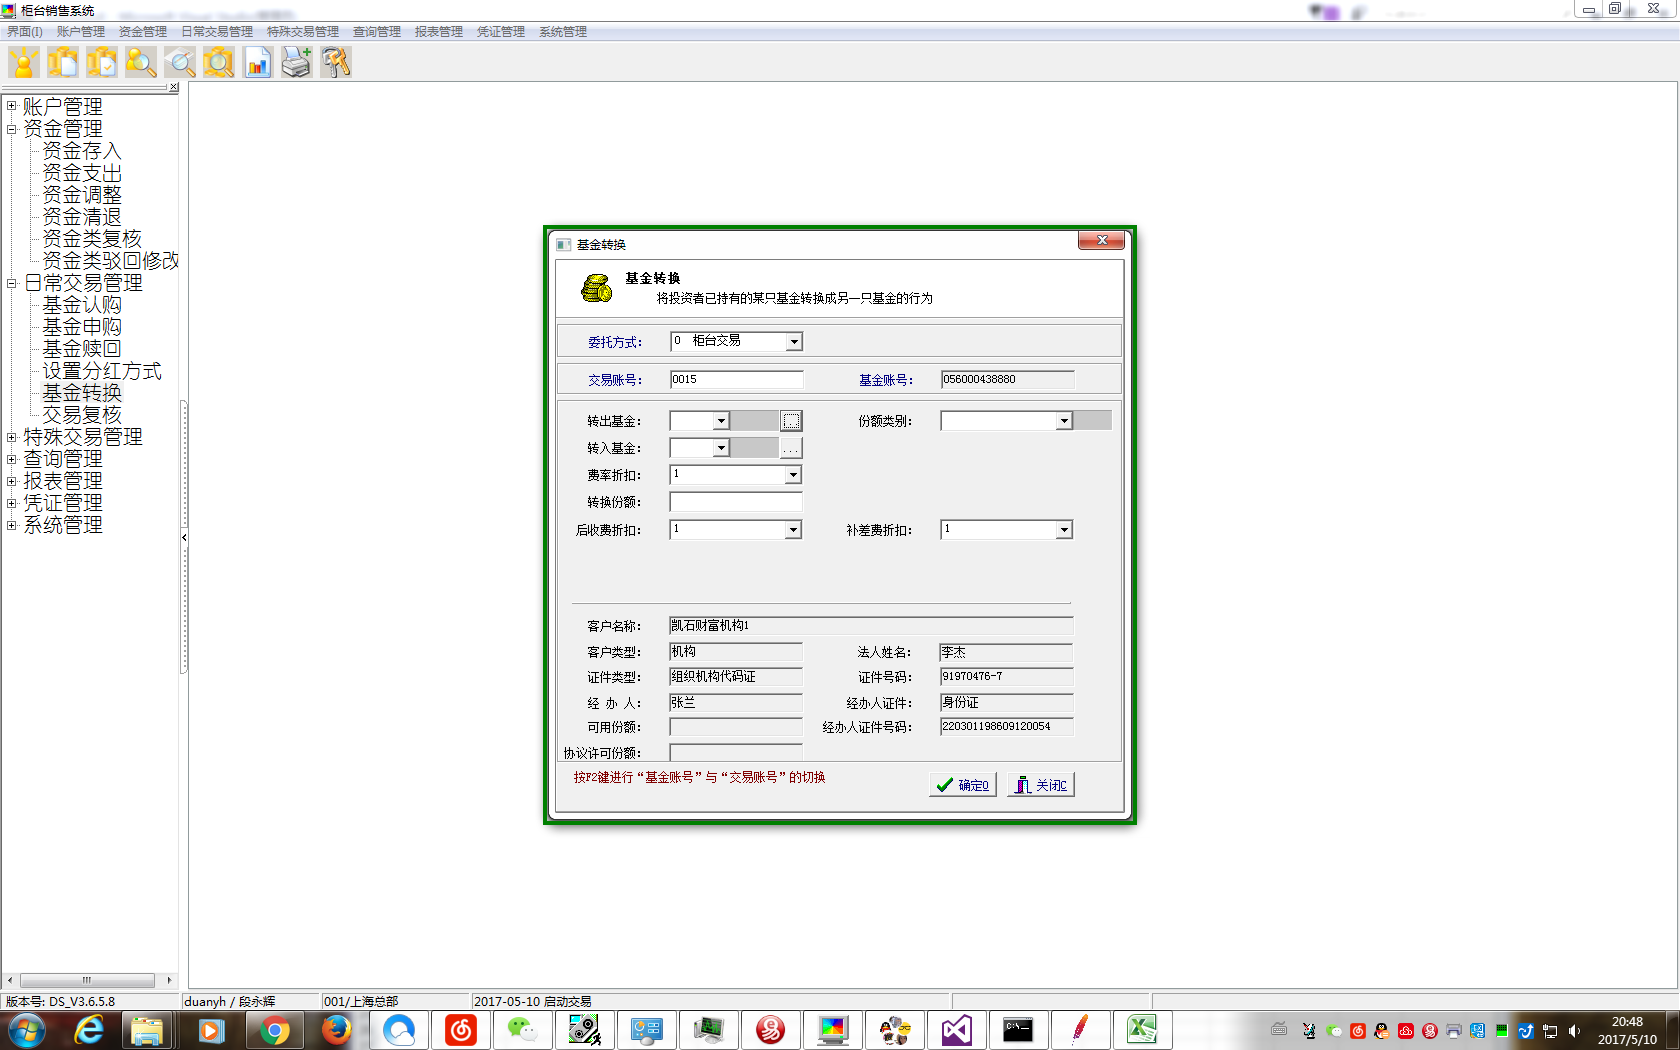 柜台销售系统
界面(I) 账户管理 资金管理 日常交易管理 特殊交易管理 查询管理 报表管理 凭证管理 系统管理
账户管理
资金管理
资金存入
资金支出
资金调整
资金清退
资金类复核
资金类驳回修改
日常交易管理
基金认购
基金申购
基金赎回
设置分红方式
基金转换
交易复核
特殊交易管理
查询管理
报表管理
凭证管理
系统管理
基金转换
基金转换
将投资者已持有的某只基金转换成另一只基金的行为
委托方式： 0 柜台交易
交易账号： 0015 基金账号： 056000438880
转出基金： ... 份额类别：
转入基金： ...
费率折扣： 1
转换份额：
后收费折扣： 1 补差费折扣： 1
客户名称： 凯石财富机构1
客户类型： 机构 法人姓名： 李杰
证件类型： 组织机构代码证 证件号码： 91970476-7
经 办 人： 张兰 经办人证件： 身份证
可用份额： 经办人证件号码： 220301198609120054
协议许可份额：
按F2键进行“基金账号”与“交易账号”的切换
确定O 关闭C
版本号: DS_V3.6.5.8 duanyh / 段永辉 001/上海总部 2017-05-10 启动交易
20:48
2017/5/10